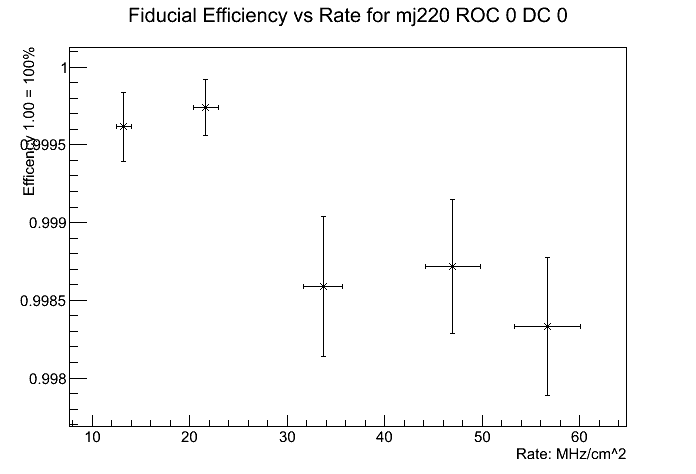 Fiducial Efficiency vs Rate for mj220 ROC 0 DC 0
Efficency 1.00 = 100%
1
0.9995
0.999
0.9985
0.998
10 20 30 40 50 60
Rate: MHz/cm^2